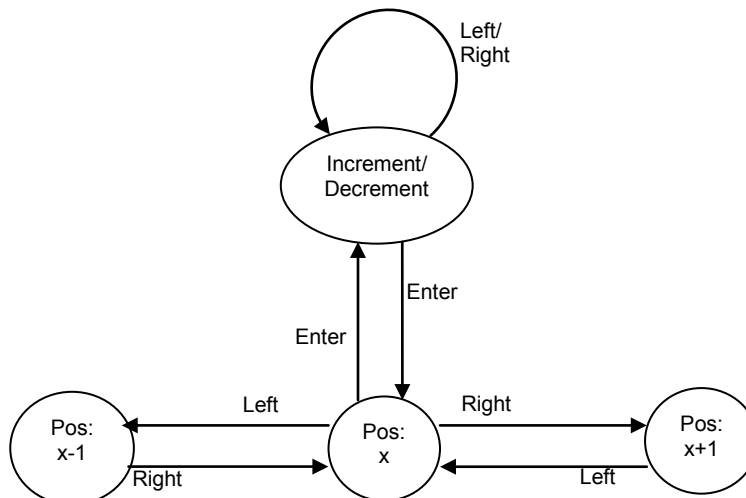 Left/
Right
Increment/
Decrement
Enter
Enter
Left
Right
Pos:
x-1
Pos:
x
Pos:
x+1
Right
Left